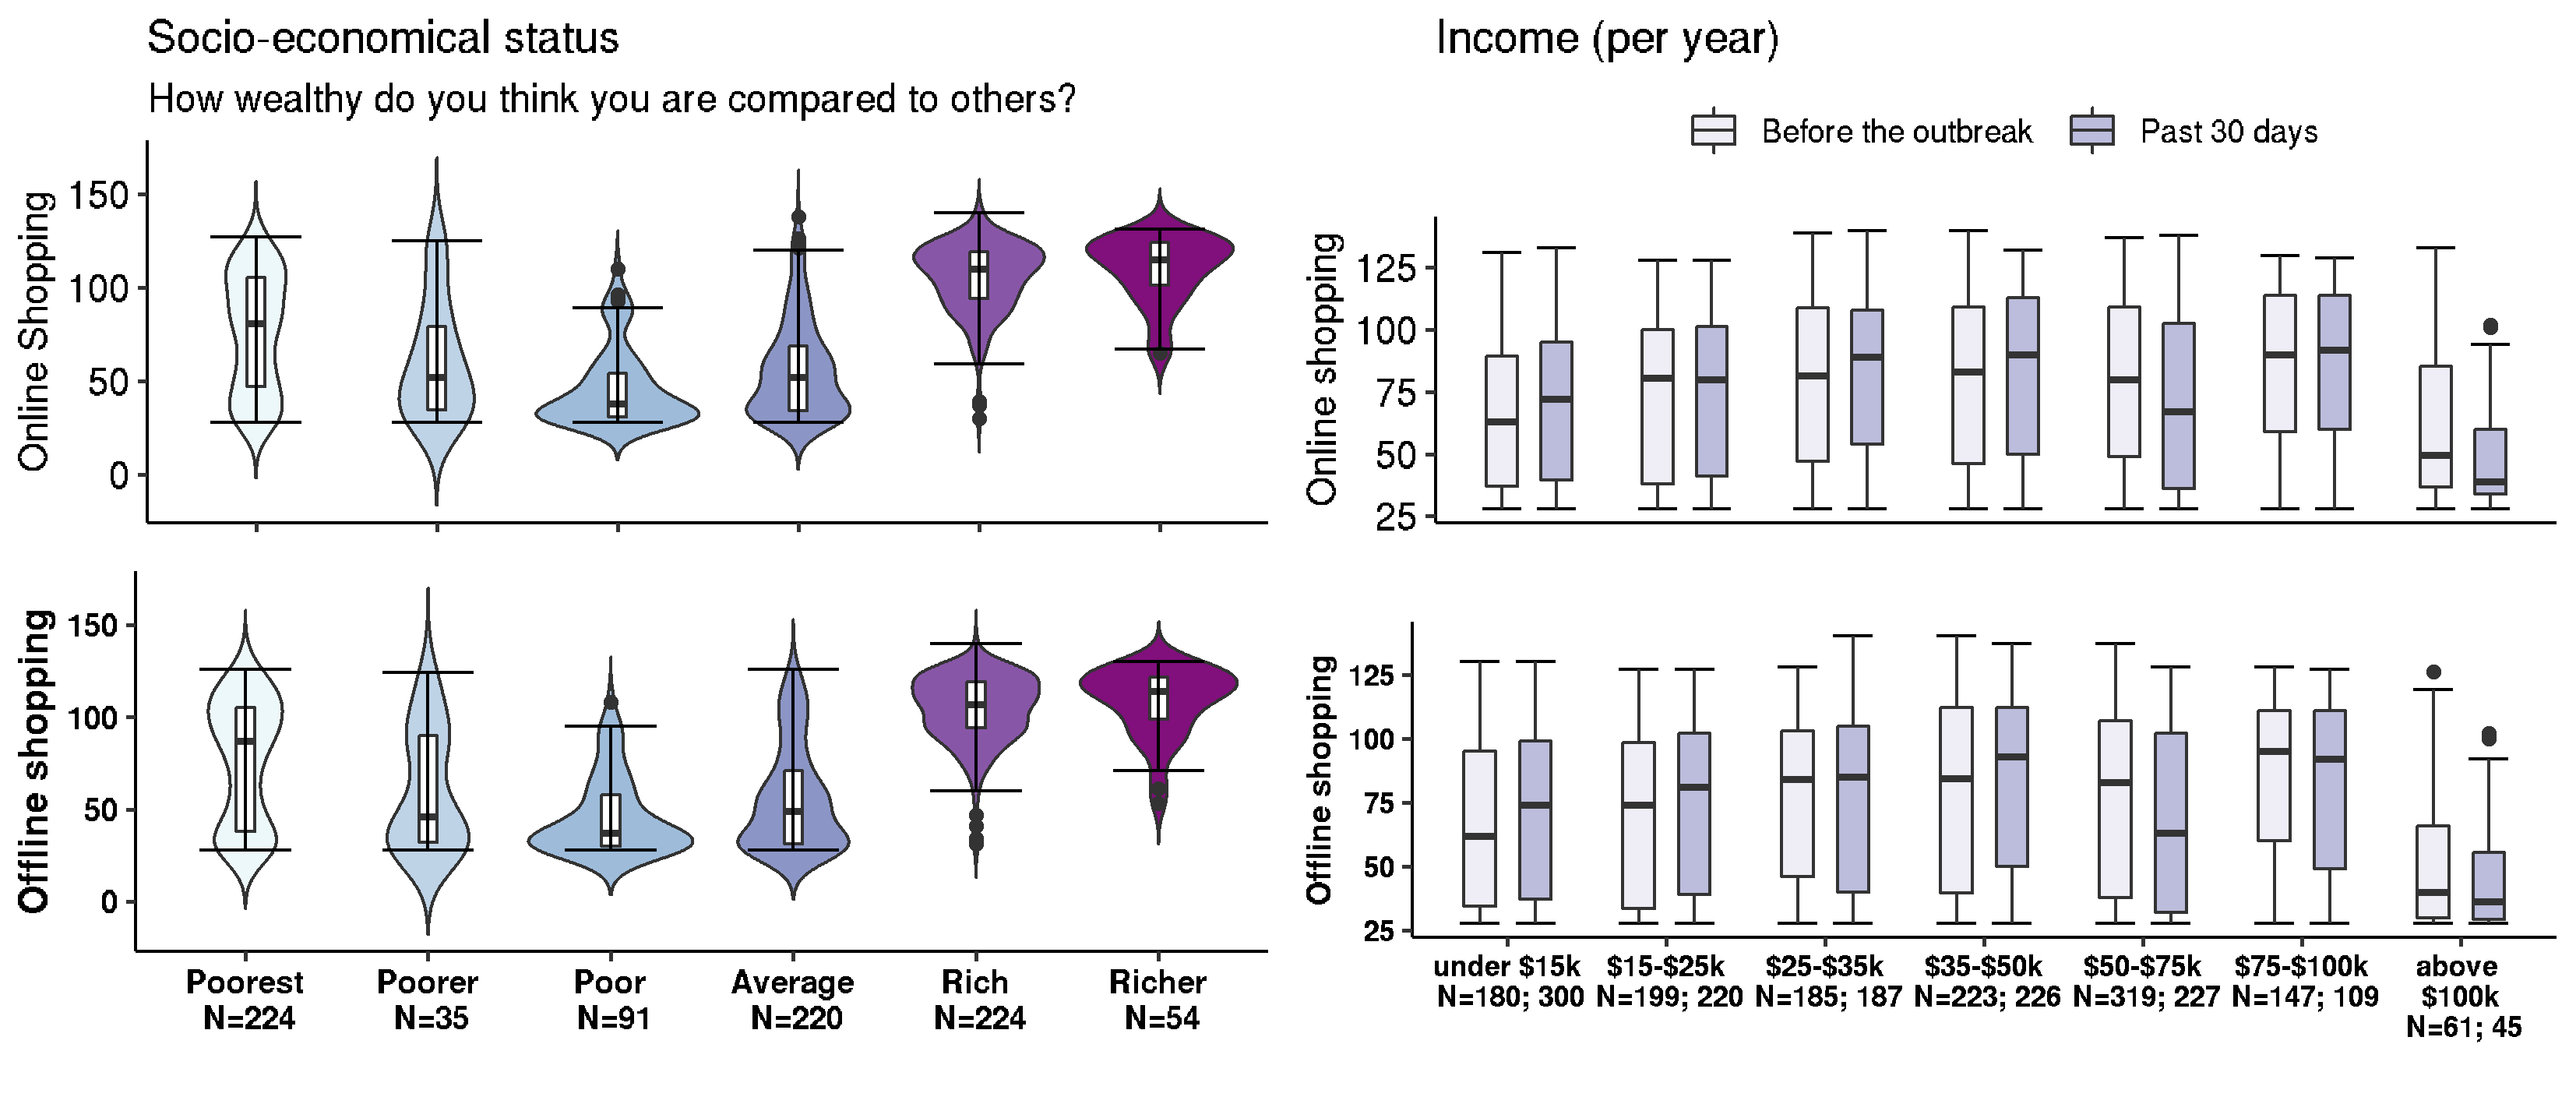 Socio-economical status
How wealthy do you think you are compared to others?
Online Shopping
150
100
50
0
Offline shopping
150
100
50
0
Poorest
N=224
Poorer
N=35
Poor
N=91
Average
N=220
Rich
N=224
Richer
N=54
Income (per year)
Before the outbreak
Past 30 days
Online shopping
125
100
75
50
25
Offline shopping
125
100
75
50
25
under $15k
N=180; 300
$15-$25k
N=199; 220
$25-$35k
N=185; 187
$35-$50k
N=223; 226
$50-$75k
N=319; 227
$75-$100k
N=147; 109
above
$100k
N=61; 45